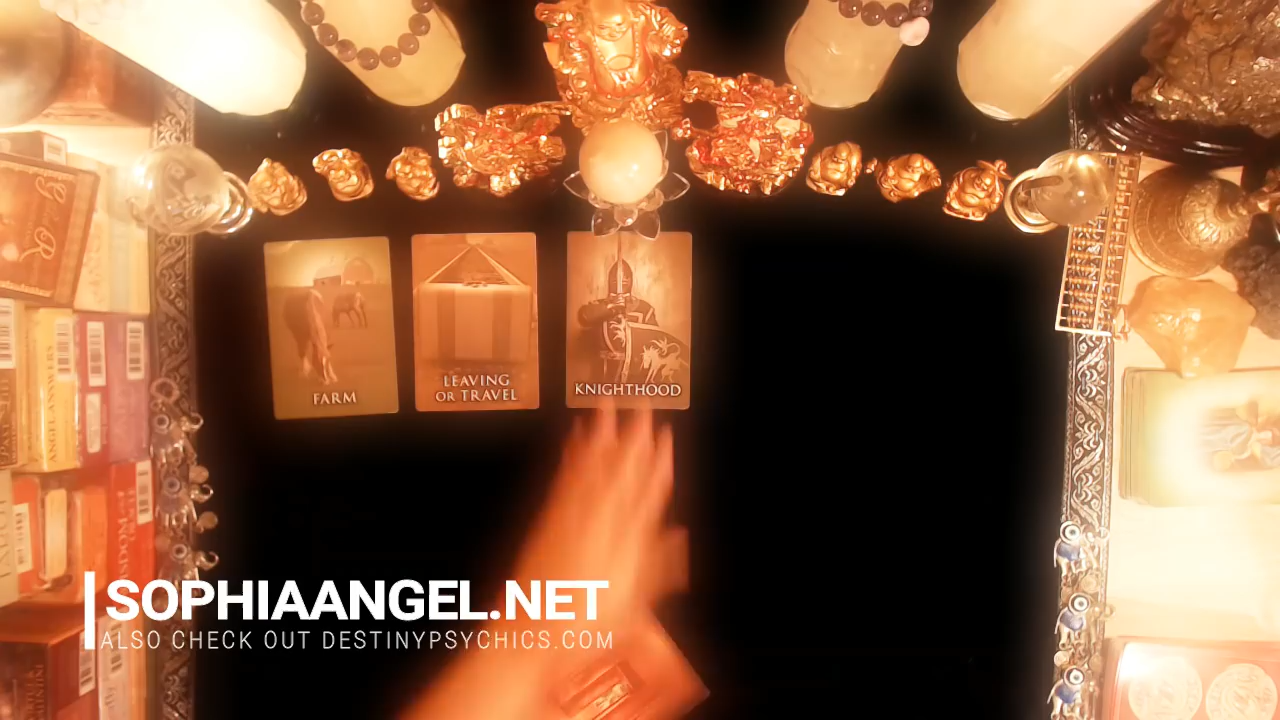 FARM
LEAVING
OR TRAVEL
KNIGHTHOOD
SOPHIAANGEL.NET
ALSO CHECK OUT DESTINYPSYCHICS.COM